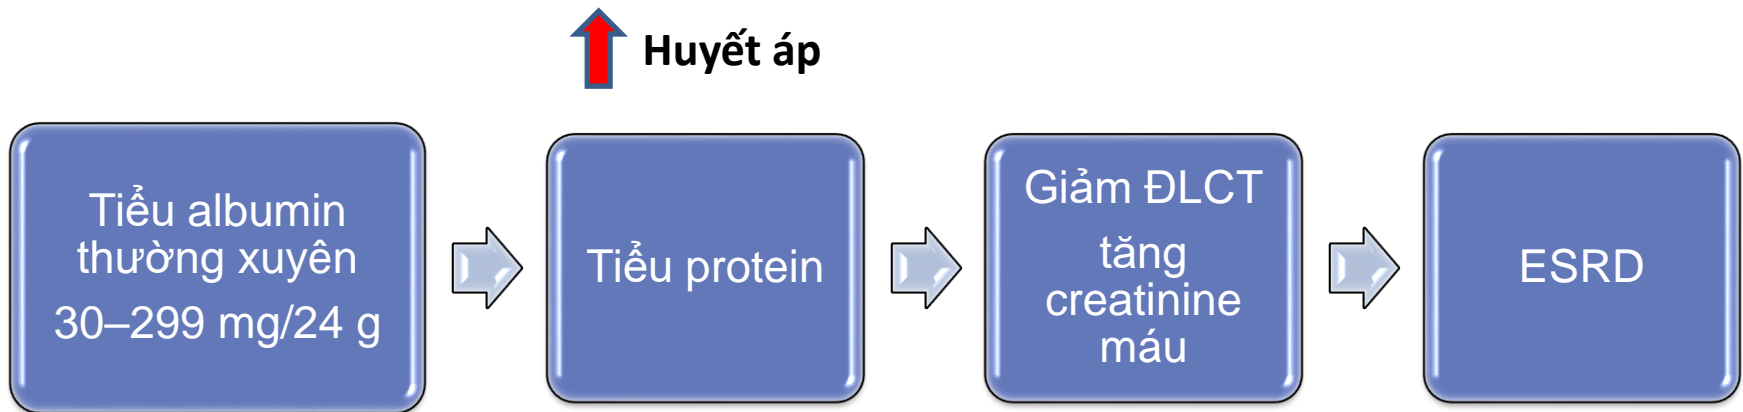 Huyết áp
Tiểu albumin
thường xuyên
30–299 mg/24 g
Tiểu protein
Giảm ĐLCT
tăng
creatinine
máu
ESRD